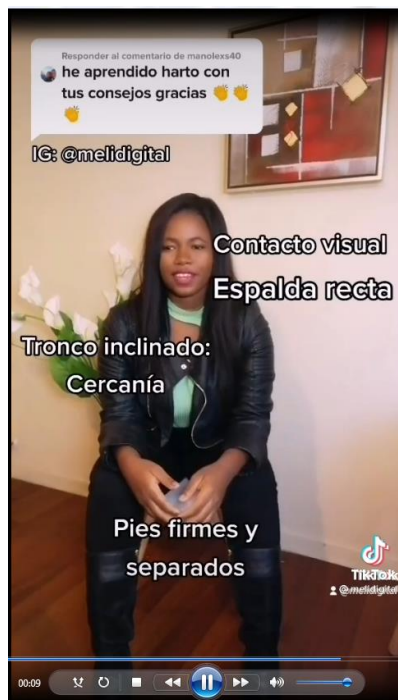 Responder al comentario de manolexs40
he aprendido harto con
tus consejos gracias 👏👏
👏
IG: @melidigital
Contacto visual
Espalda recta
Tronco inclinado:
Cercanía
Pies firmes y
separados
TikTok
@melidigital
00:09